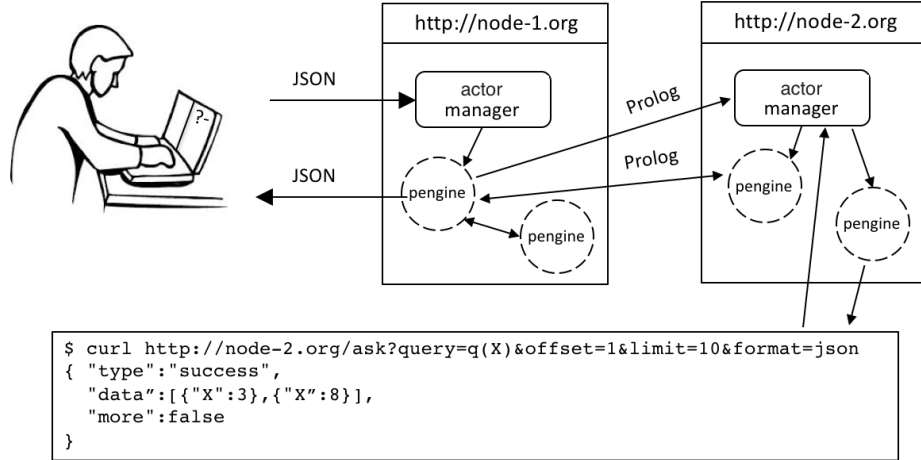 http://node-1.org
http://node-2.org
JSON
actor
manager
Prolog
actor
manager
?-
JSON
pengine
Prolog
pengine
pengine
pengine
$ curl http://node-2.org/ask?query=q(X)&offset=1&limit=10&format=json
{ "type":"success",
"data”:[{"X":3},{"X”:8}],
"more":false
}